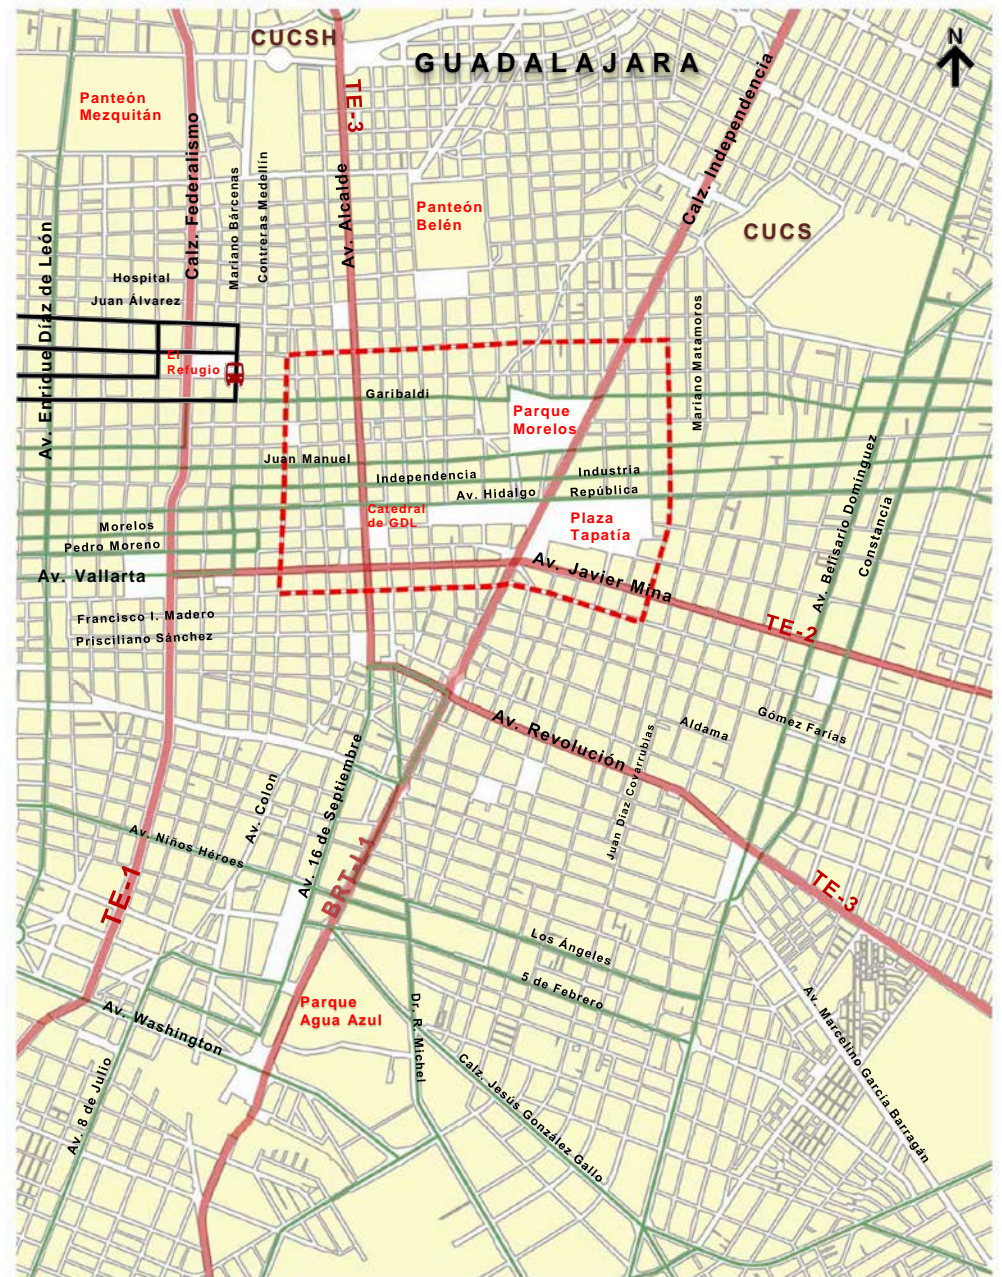 CUCSH
GUADALAJARA
N
TE-3
Panteón
Mezquitán
Calz. Independencia
Calz. Federalismo
Mariano Bárcenas
Contreras Medellín
Av. Alcalde
Panteón
Belén
CUCS
Av. Enrique Díaz de León
Hospital
Juan Álvarez
El
Refugio
Mariano Matamoros
Garibaldi
Parque
Morelos
Juan Manuel
Independencia
Industria
Av. Hidalgo
República
Catedral
de GDL
Plaza
Tapatía
Av. Belisario Domínguez
Constancia
Morelos
Pedro Moreno
Av. Vallarta
Av. Javier Mina
Francisco I. Madero
Prisciliano Sánchez
TE-2
Av. Revolución
Aldama
Gómez Farías
Juan Díaz Covarrubias
Av. Colon
Av. 16 de Septiembre
Av. Niños Héroes
BRT-L1
TE-1
TE-3
Los Ángeles
5 de Febrero
Parque
Agua Azul
Av. Washington
Dr. R. Michel
Av. Marcelino García Barragán
Calz. Jesús González Gallo
Av. 8 de Julio